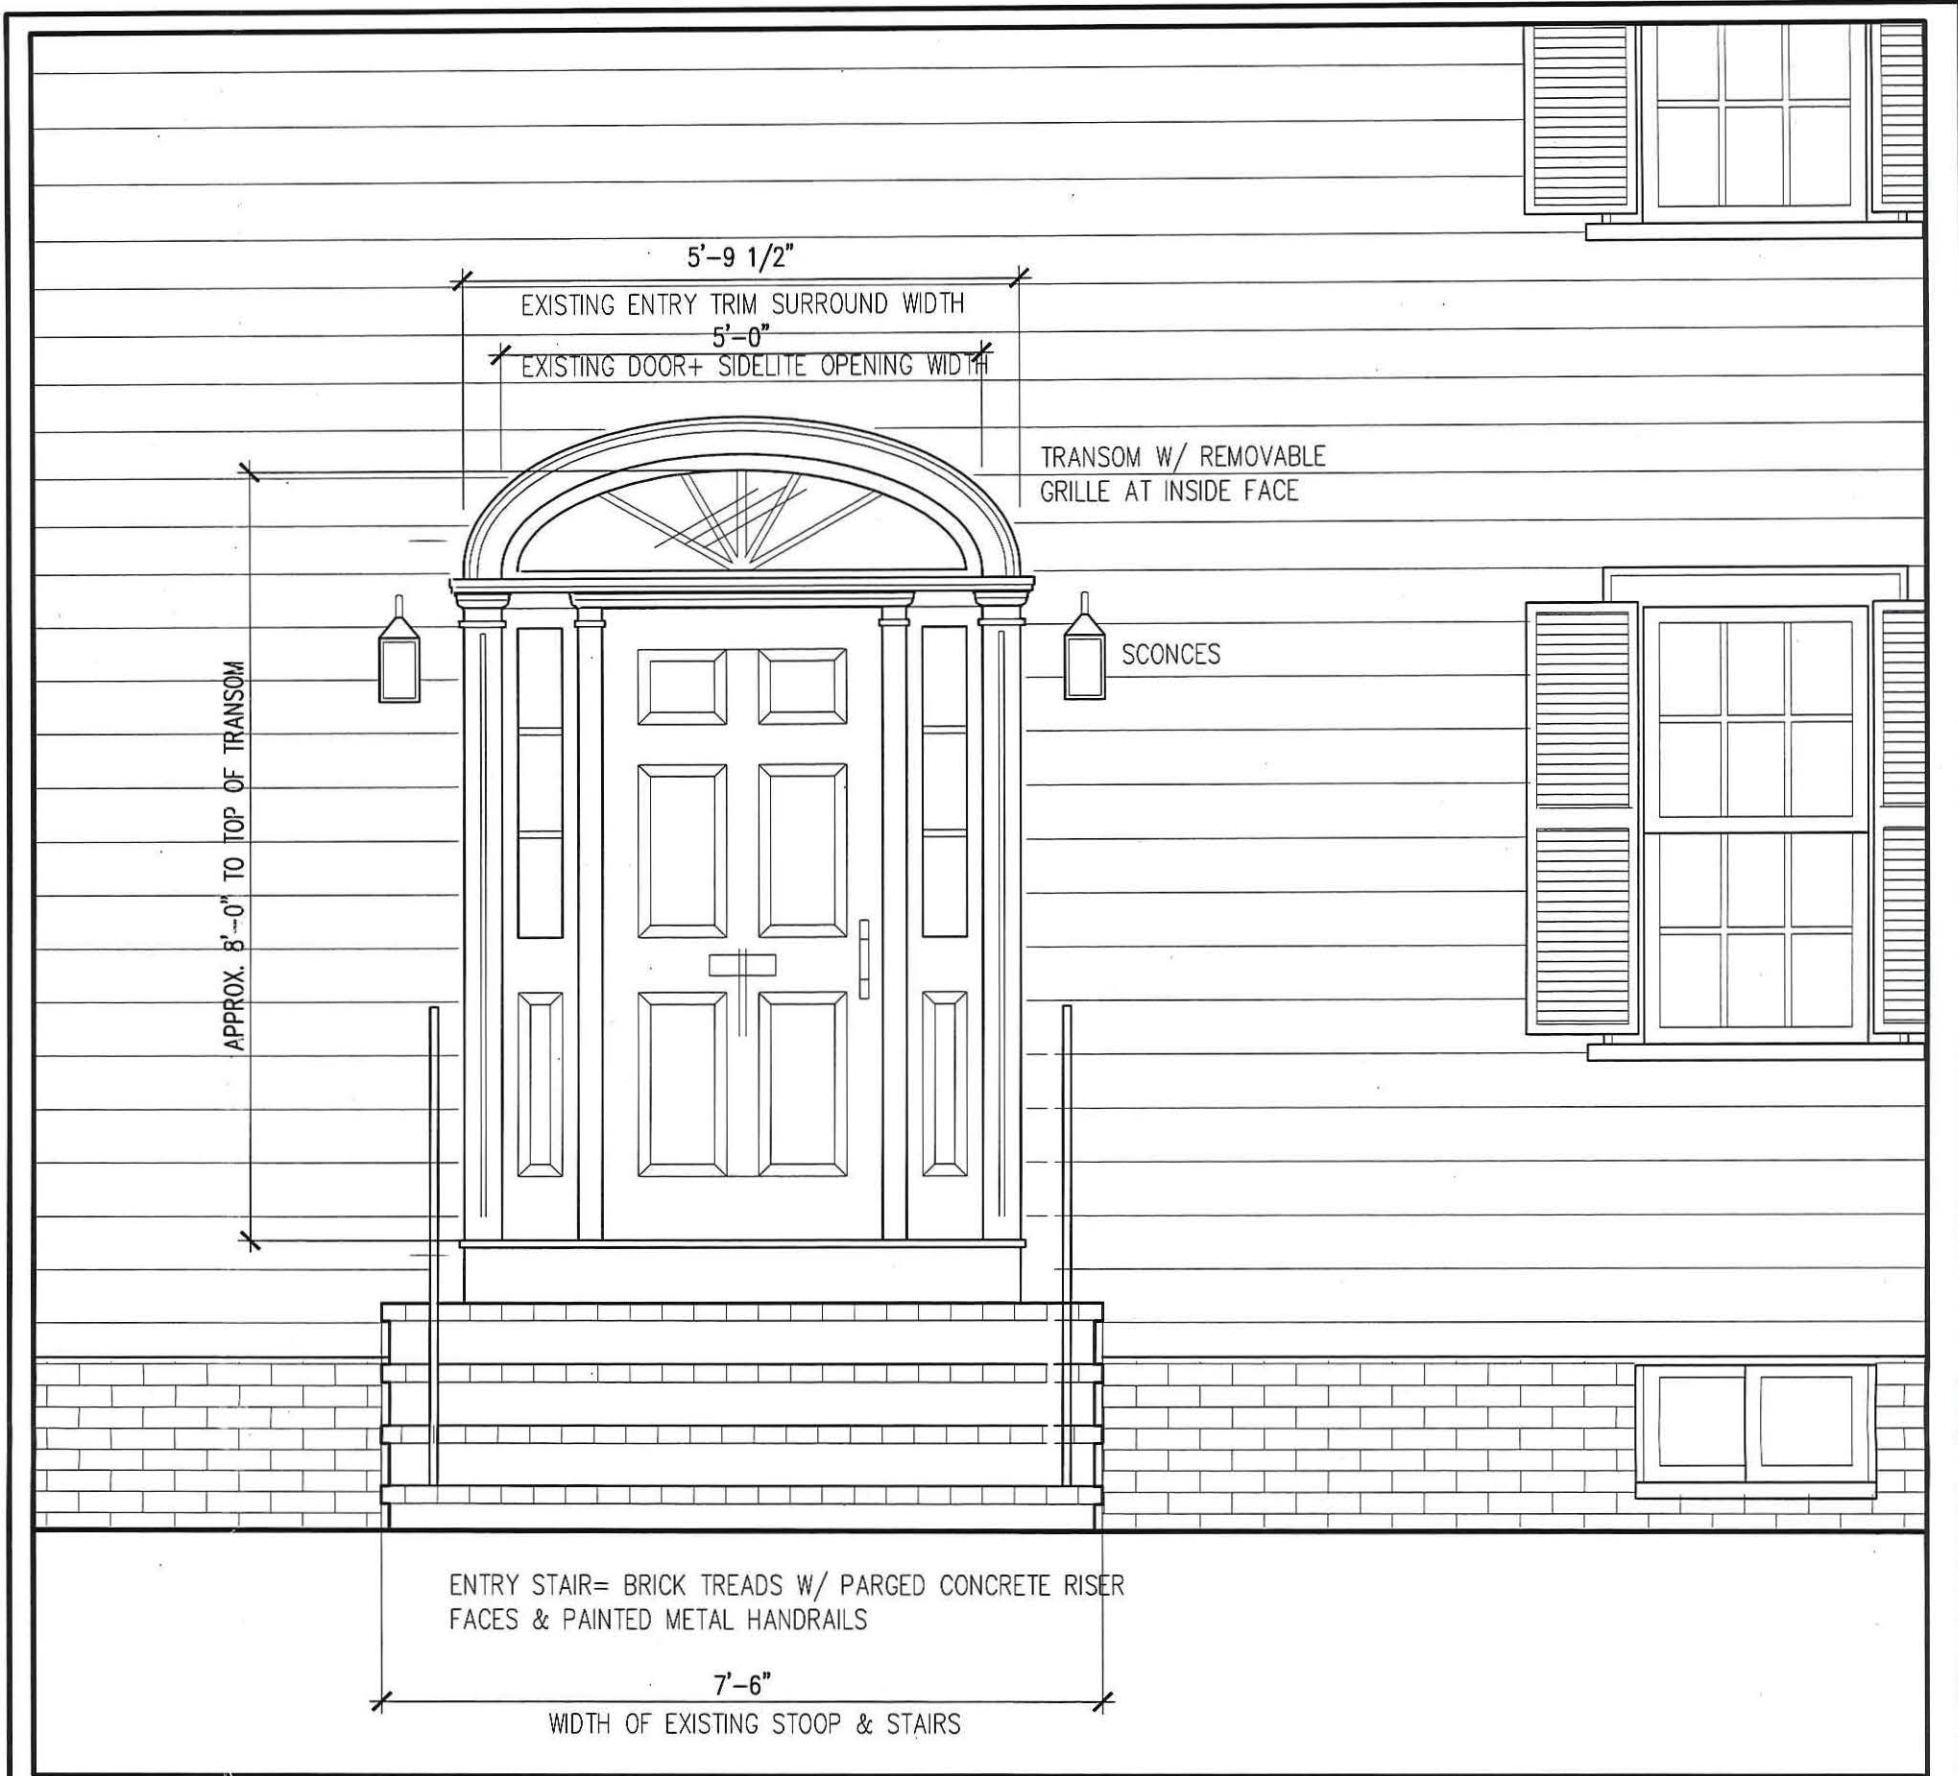 5'-9 1/2"
EXISTING ENTRY TRIM SURROUND WIDTH
5'-0"
EXISTING DOOR+ SIDELITE OPENING WIDTH
TRANSOM W/ REMOVABLE
GRILLE AT INSIDE FACE
SCONCES
APPROX. 8'-0" TO TOP OF TRANSOM
ENTRY STAIR= BRICK TREADS W/ PARGED CONCRETE RISER
FACES & PAINTED METAL HANDRAILS
7'-6"
WIDTH OF EXISTING STOOP & STAIRS